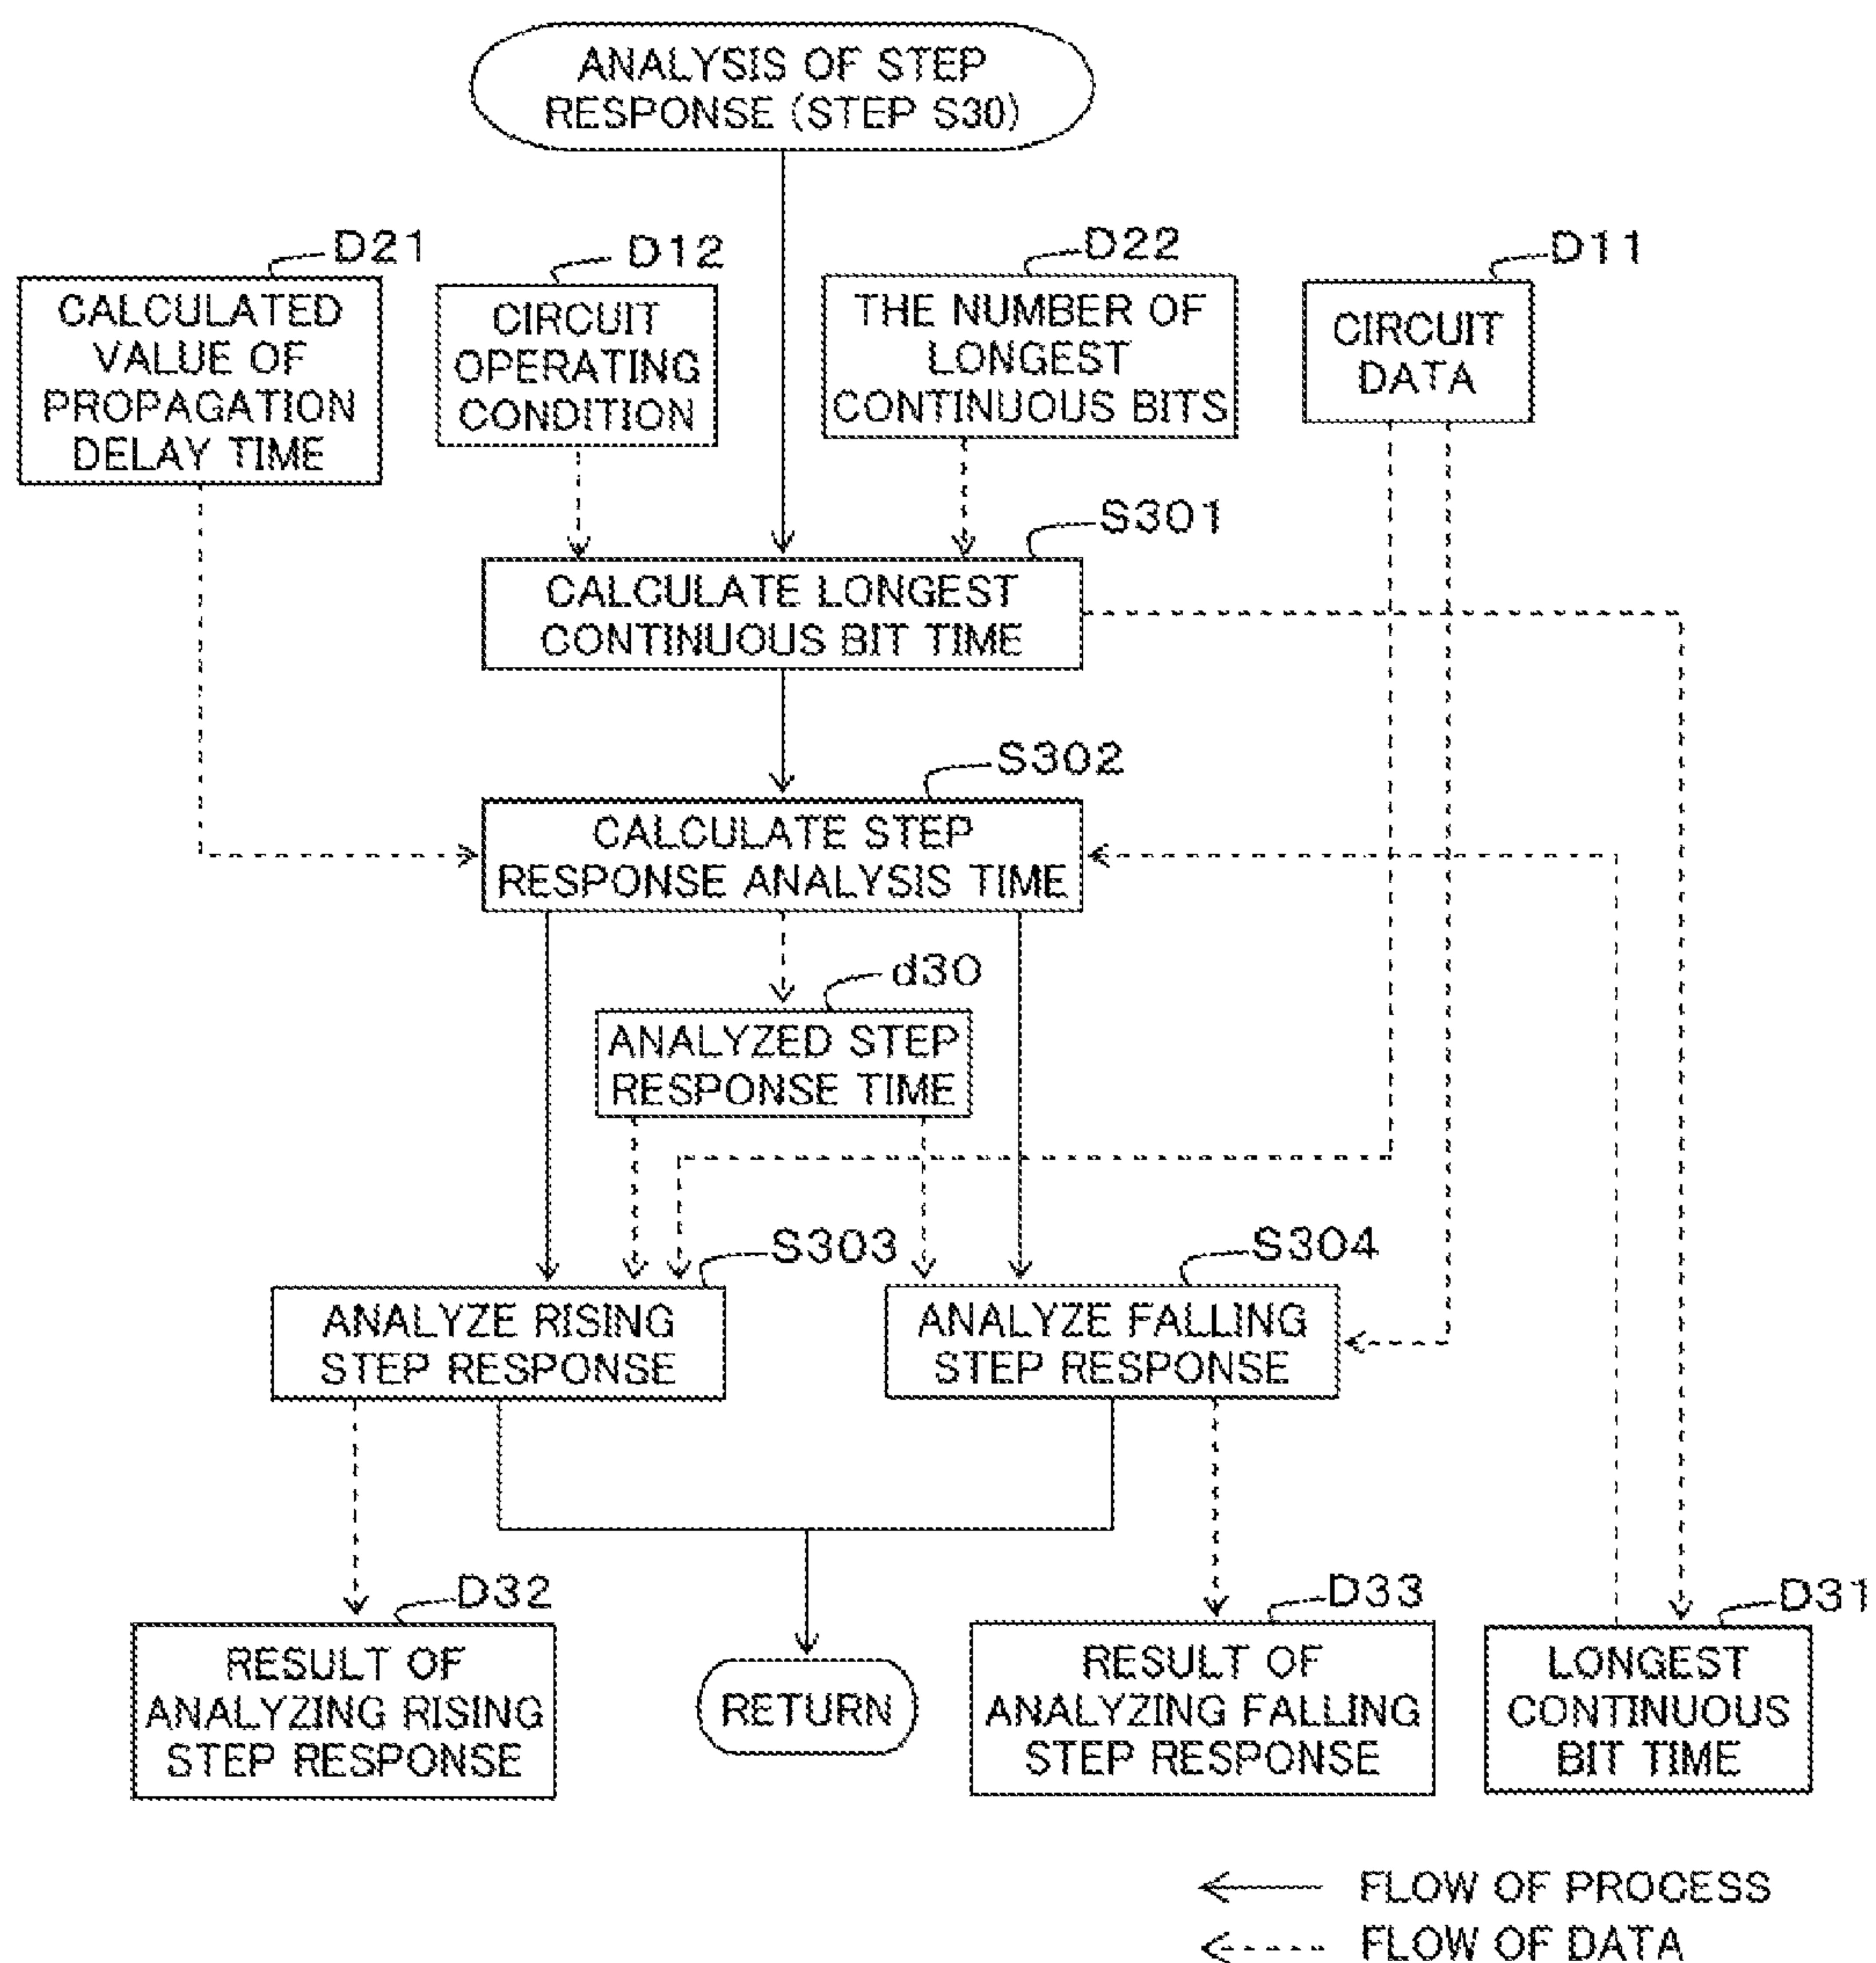 ANALYSIS OF STEP
RESPONSE (STEP S30)
D21
D12
D22
D11
CALCULATED
VALUE OF
PROPAGATION
DELAY TIME
CIRCUIT
OPERATING
CONDITION
THE NUMBER OF
LONGEST
CONTINUOUS BITS
CIRCUIT
DATA
S301
CALCULATE LONGEST
CONTINUOUS BIT TIME
S302
CALCULATE STEP
RESPONSE ANALYSIS TIME
d30
ANALYZED STEP
RESPONSE TIME
S303
S304
ANALYZE RISING
STEP RESPONSE
ANALYZE FALLING
STEP RESPONSE
D32
D33
D31
RESULT OF
ANALYZING RISING
STEP RESPONSE
RETURN
RESULT OF
ANALYZING FALLING
STEP RESPONSE
LONGEST
CONTINUOUS
BIT TIME
FLOW OF PROCESS
FLOW OF DATA